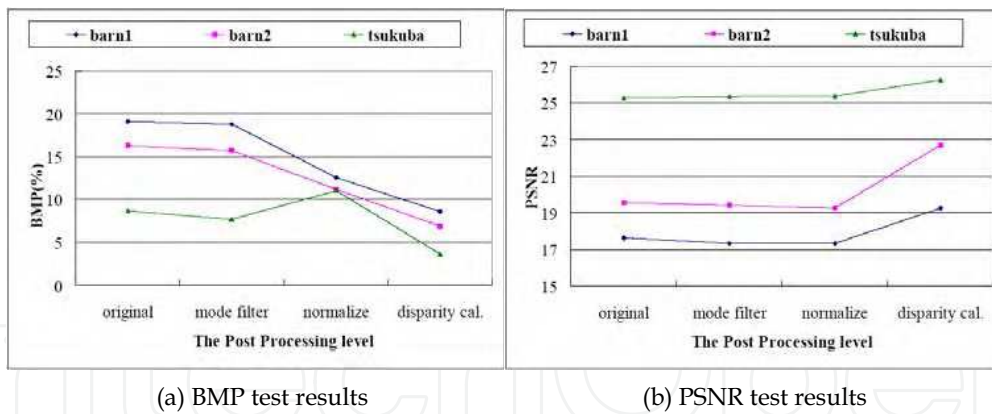 barn1 barn2 tsukuba
25
20
15
10
5
0
BMP(%)
original mode filter normalize disparity cal.
The Post Processing level
(a) BMP test results
barn1 barn2 tsukuba
27
25
23
21
19
17
15
PSNR
original mode filter normalize disparity cal.
The Post Processing level
(b) PSNR test results